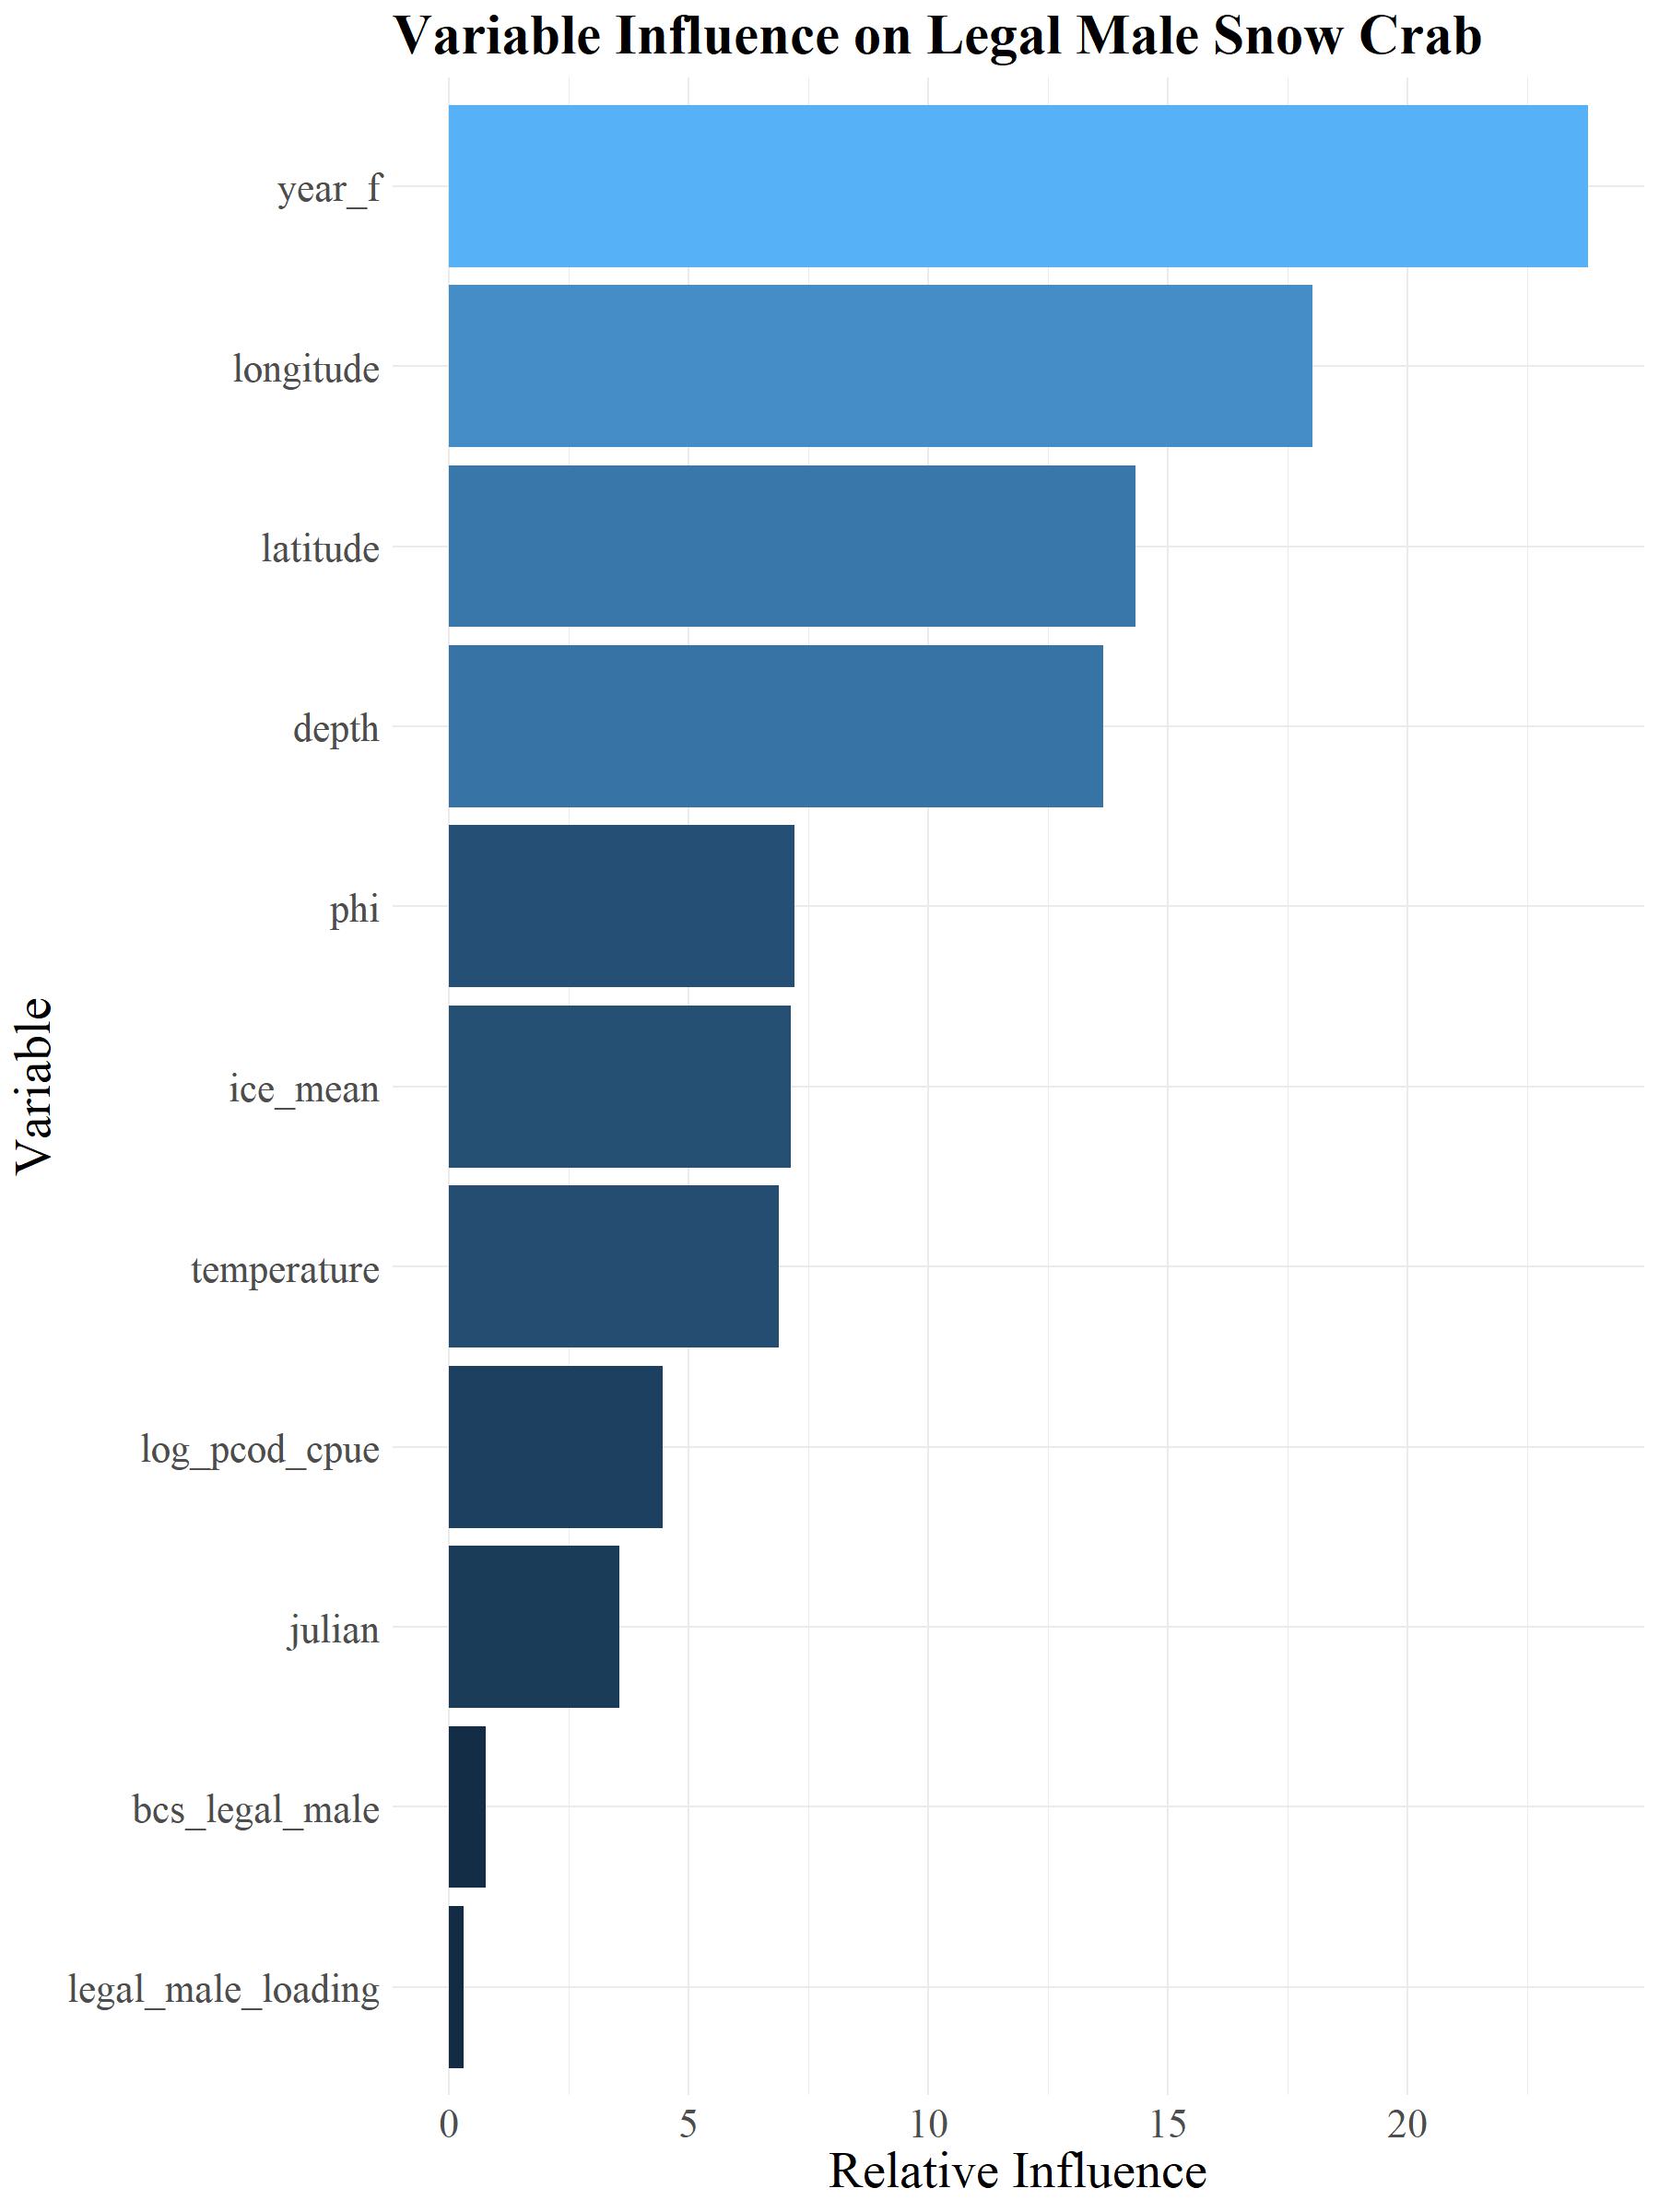 Variable Influence on Legal Male Snow Crab
Variable
year_f
longitude
latitude
depth
phi
ice_mean
temperature
log_pcod_cpue
julian
bcs_legal_male
legal_male_loading
0 5 10 15 20
Relative Influence